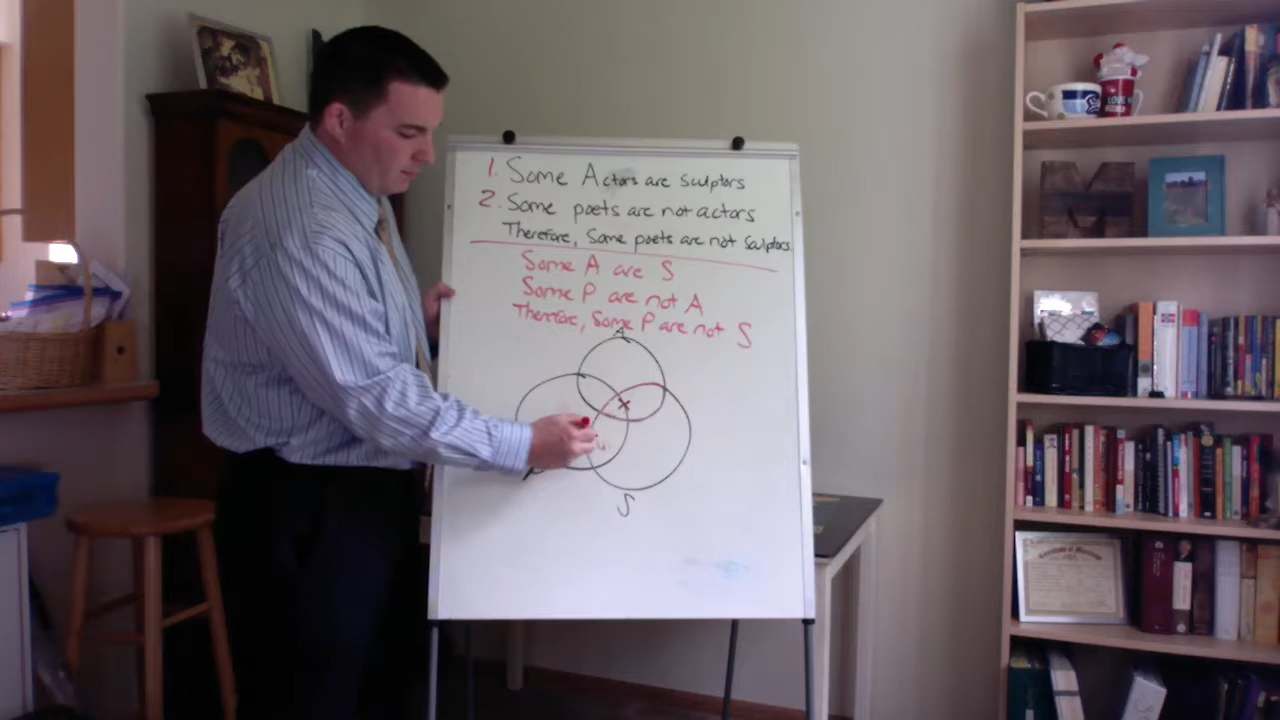 1. Some Actors are sculptors
2. Some poets are not actors
Therefore, Some poets are not sculptors
Some A are S
Some P are not A
Therefore, Some P are not S
A
S